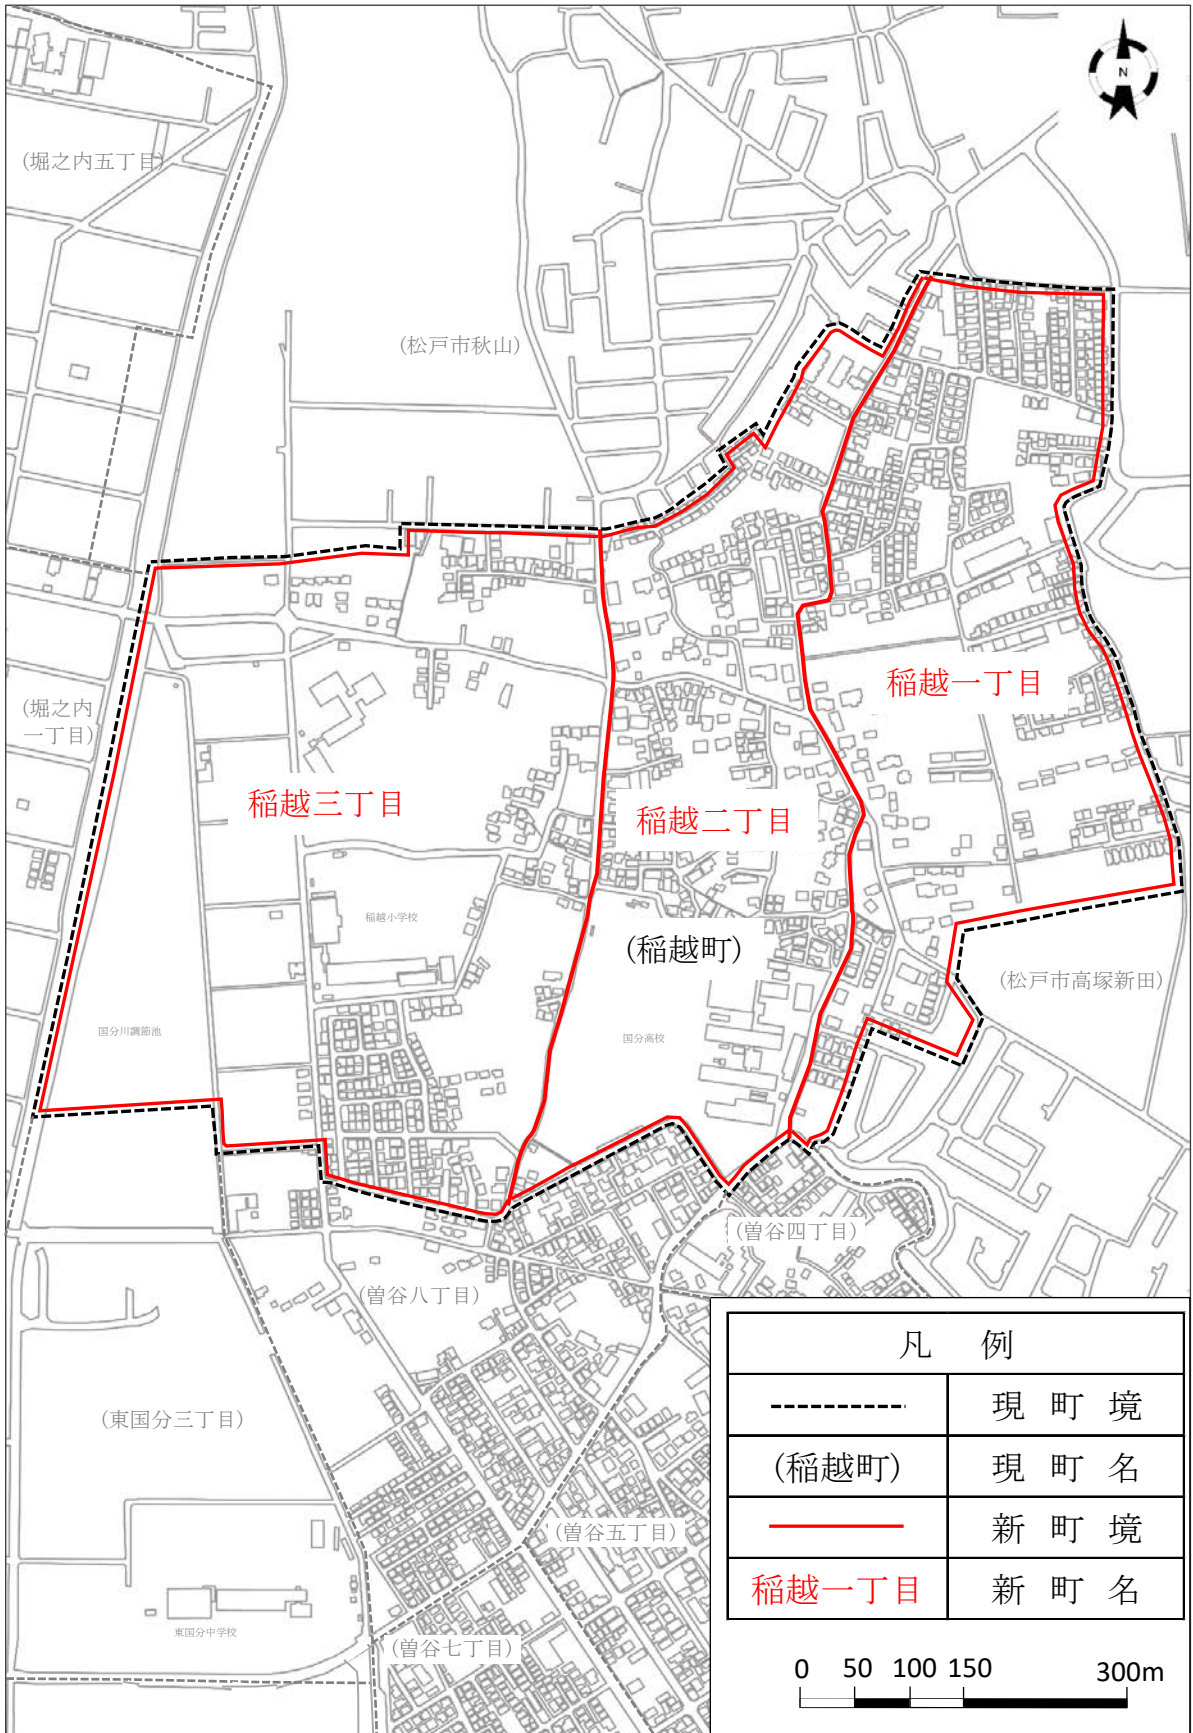 N
(堀之内五丁目)
(松戸市秋山)
稲越一丁目
(堀之内
一丁目)
稲越三丁目
稲越二丁目
稲越小学校
(稲越町)
(松戸市高塚新田)
国分川調節池
国分高校
(曽谷四丁目)
(曽谷八丁目)
(東国分三丁目)
(曽谷五丁目)
東国分中学校
(曽谷七丁目)
凡 例
現 町 境
(稲越町) 現 町 名
新 町 境
稲越一丁目 新 町 名
0 50 100 150 300m